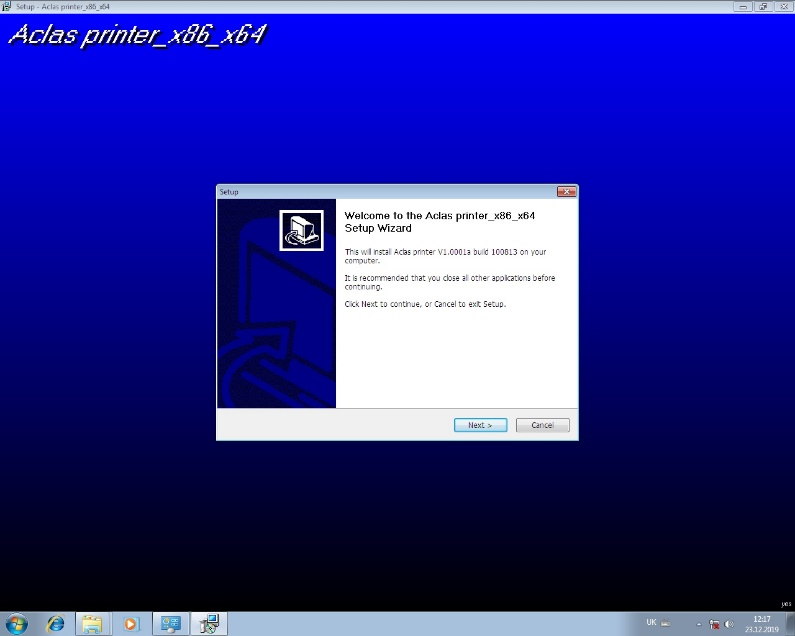 Setup - Aclas printer_x86_x64
Aclas printer_x86_x64
Setup
Welcome to the Aclas printer_x86_x64
Setup Wizard
This will install Aclas printer V1.0001a build 100813 on your
computer.
It is recommended that you close all other applications before
continuing.
Click Next to continue, or Cancel to exit Setup.
Next >
Cancel
yes
UK
12:17
23.12.2019